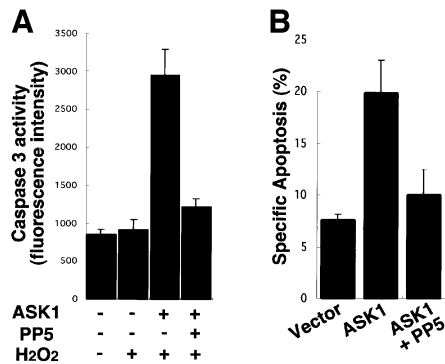 A
Caspase 3 activity
(fluorescence intensity)
3500
3000
2500
2000
1500
1000
500
0
ASK1 - - + +
PP5 - - - +
H2O2 - + + +
B
Specific Apoptosis (%)
25
20
15
10
5
0
Vector
ASK1
ASK1
+ PP5